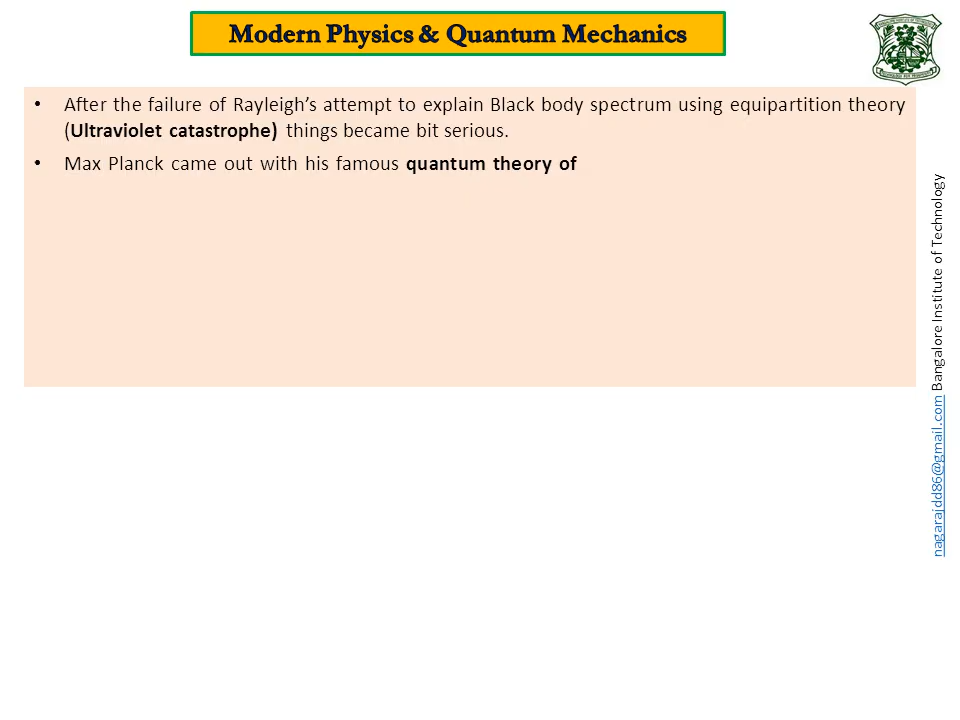 Modern Physics & Quantum Mechanics
• After the failure of Rayleigh’s attempt to explain Black body spectrum using equipartition theory
(Ultraviolet catastrophe) things became bit serious.
• Max Planck came out with his famous quantum theory of
nagarajdd86@gmail.com Bangalore Institute of Technology